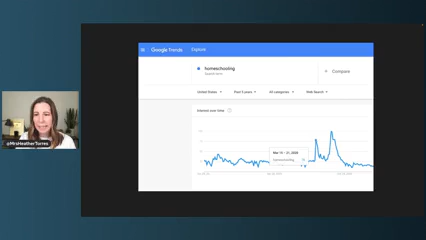 Google Trends Explore
homeschooling
Search term
+ Compare
United States
Past 5 years
All categories
Web Search
Interest over time
Mar 15 – 21, 2020
homeschooling
@MrsHeatherTorres